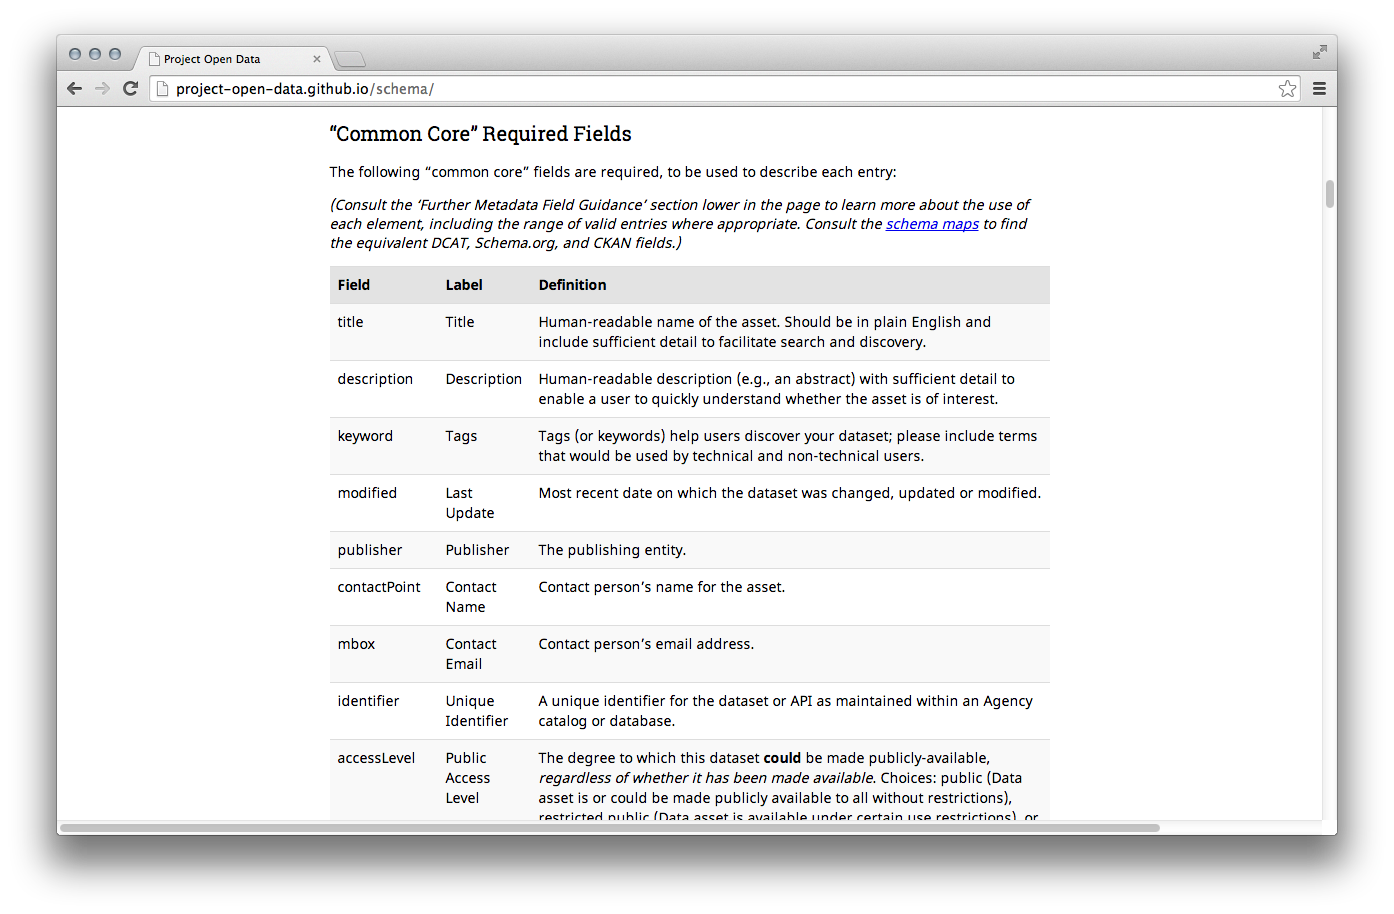 Project Open Data
project-open-data.github.io/schema/
“Common Core” Required Fields
The following “common core” fields are required, to be used to describe each entry:
(Consult the ‘Further Metadata Field Guidance’ section lower in the page to learn more about the use of
each element, including the range of valid entries where appropriate. Consult the schema maps to find
the equivalent DCAT, Schema.org, and CKAN fields.)
Field Label Definition
title Title Human-readable name of the asset. Should be in plain English and
include sufficient detail to facilitate search and discovery.
description Description Human-readable description (e.g., an abstract) with sufficient detail to
enable a user to quickly understand whether the asset is of interest.
keyword Tags Tags (or keywords) help users discover your dataset; please include terms
that would be used by technical and non-technical users.
modified Last Most recent date on which the dataset was changed, updated or modified.
Update
publisher Publisher The publishing entity.
contactPoint Contact Contact person’s name for the asset.
Name
mbox Contact Contact person’s email address.
Email
identifier Unique A unique identifier for the dataset or API as maintained within an Agency
Identifier catalog or database.
accessLevel Public The degree to which this dataset could be made publicly-available,
Access regardless of whether it has been made available. Choices: public (Data
Level asset is or could be made publicly available to all without restrictions),
restricted public (Data asset is available under certain use restrictions), or